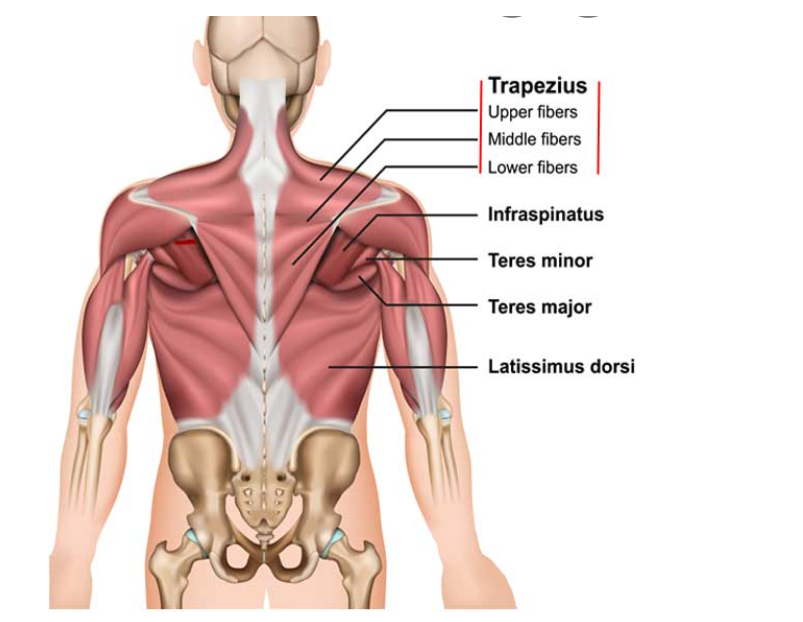 Trapezius
Upper fibers
Middle fibers
Lower fibers
Infraspinatus
Teres minor
Teres major
Latissimus dorsi